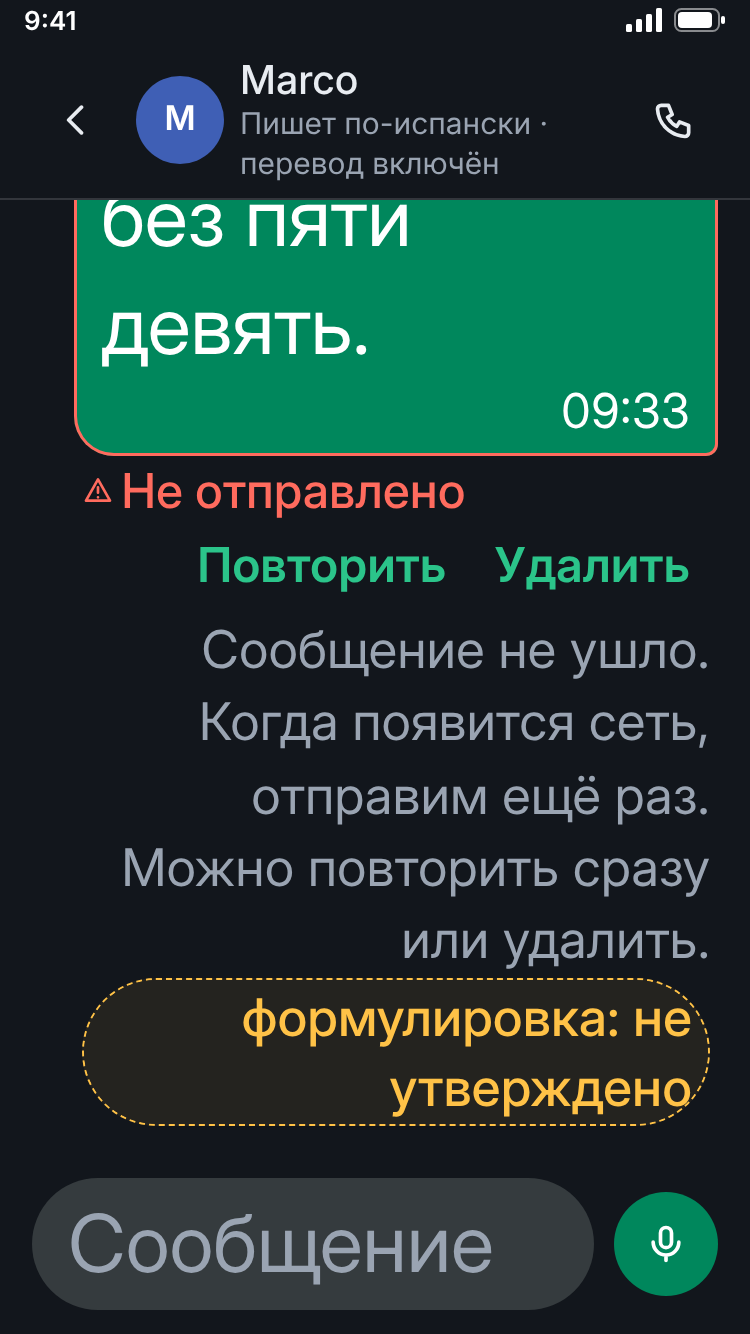 9:41
M
Marco
Пишет по-испански ·
перевод включён
без пяти
девять.
09:33
Не отправлено
Повторить Удалить
Сообщение не ушло.
Когда появится сеть,
отправим ещё раз.
Можно повторить сразу
или удалить.
формулировка: не
утверждено
Сообщение